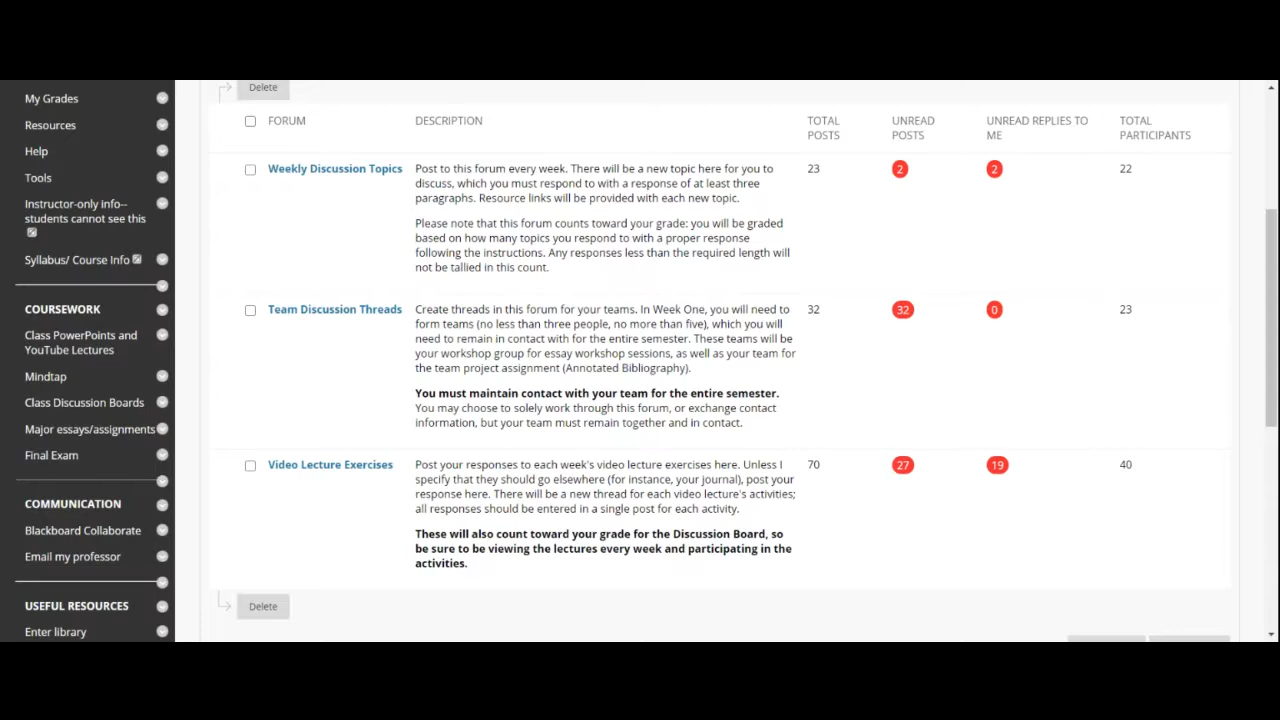 My Grades
Resources
Help
Tools
Instructor-only info--
students cannot see this
Syllabus/ Course Info
COURSEWORK
Class PowerPoints and
YouTube Lectures
Mindtap
Class Discussion Boards
Major essays/assignments
Final Exam
COMMUNICATION
Blackboard Collaborate
Email my professor
USEFUL RESOURCES
Enter library
Delete
FORUM
DESCRIPTION
TOTAL
POSTS
UNREAD
POSTS
UNREAD REPLIES TO
ME
TOTAL
PARTICIPANTS
Weekly Discussion Topics
Post to this forum every week. There will be a new topic here for you to
discuss, which you must respond to with a response of at least three
paragraphs. Resource links will be provided with each new topic.
Please note that this forum counts toward your grade: you will be graded
based on how many topics you respond to with a proper response
following the instructions. Any responses less than the required length will
not be tallied in this count.
23
2
2
22
Team Discussion Threads
Create threads in this forum for your teams. In Week One, you will need to
form teams (no less than three people, no more than five), which you will
need to remain in contact with for the entire semester. These teams will be
your workshop group for essay workshop sessions, as well as your team for
the team project assignment (Annotated Bibliography).
You must maintain contact with your team for the entire semester.
You may choose to solely work through this forum, or exchange contact
information, but your team must remain together and in contact.
32
32
0
23
Video Lecture Exercises
Post your responses to each week's video lecture exercises here. Unless I
specify that they should go elsewhere (for instance, your journal), post your
response here. There will be a new thread for each video lecture's activities;
all responses should be entered in a single post for each activity.
These will also count toward your grade for the Discussion Board, so
be sure to be viewing the lectures every week and participating in the
activities.
70
27
19
40
Delete